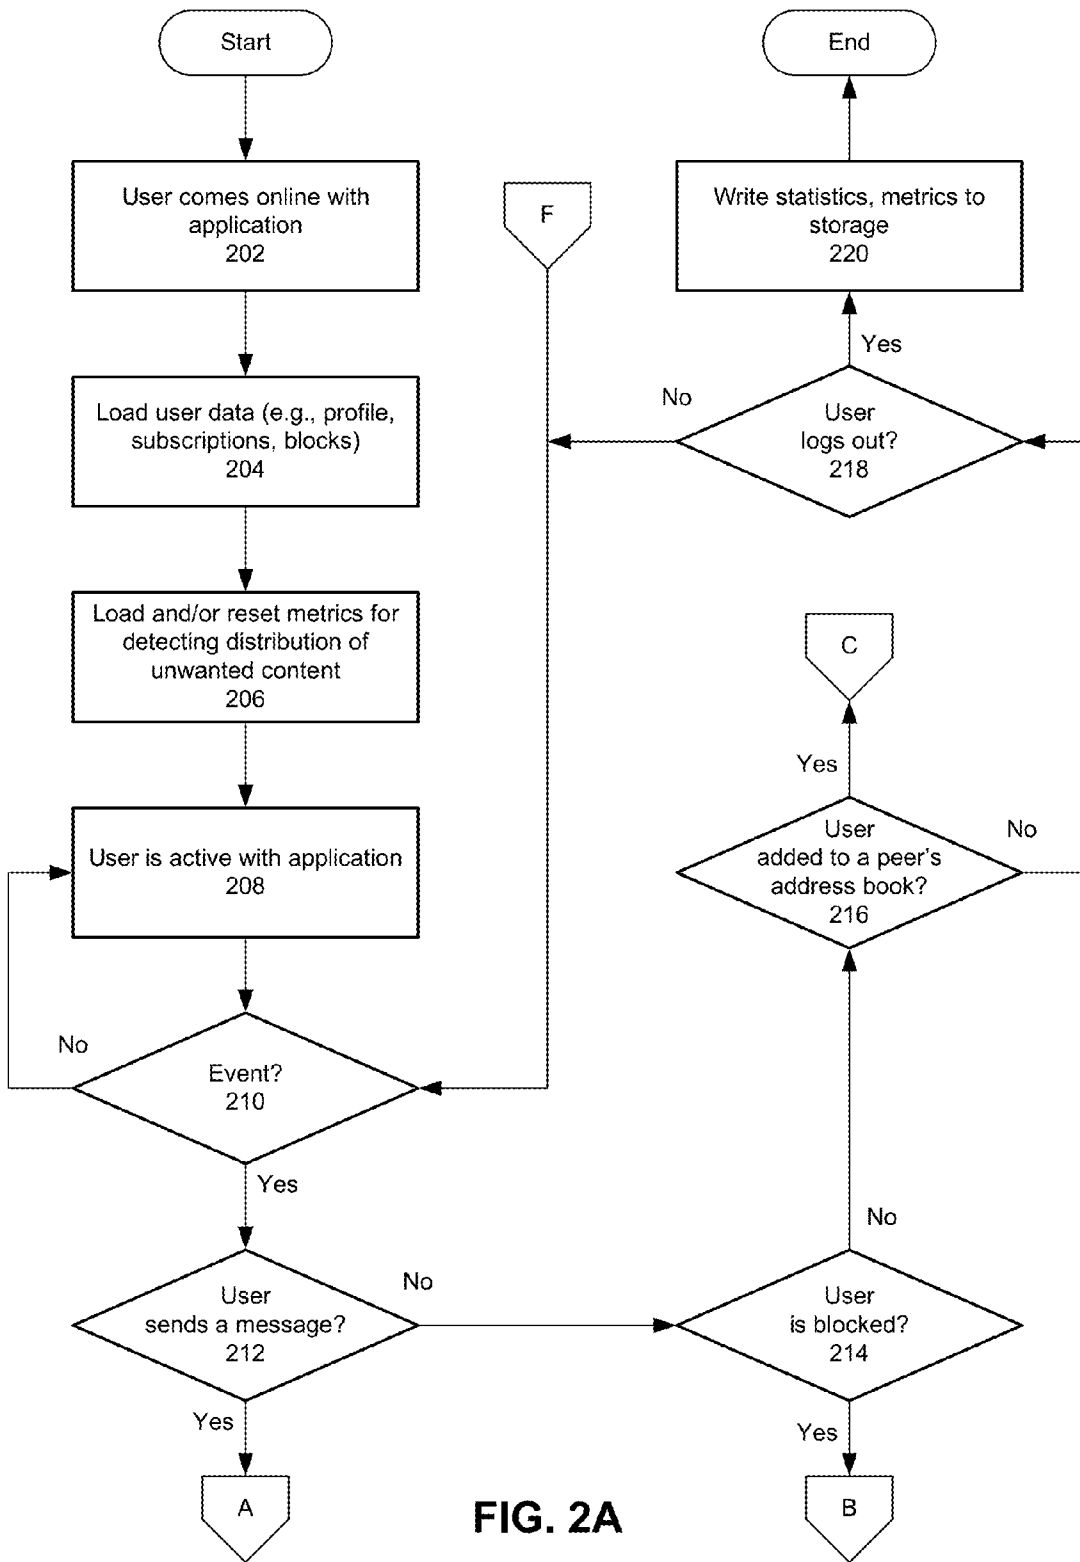 Start
User comes online with
application
202
Load user data (e.g., profile,
subscriptions, blocks)
204
Load and/or reset metrics for
detecting distribution of
unwanted content
206
User is active with application
208
No
Event?
210
Yes
User
sends a message?
212
No
Yes
A
F
End
Write statistics, metrics to
storage
220
Yes
No
User
logs out?
218
C
Yes
User
added to a peer's
address book?
216
No
No
User
is blocked?
214
Yes
B
FIG. 2A